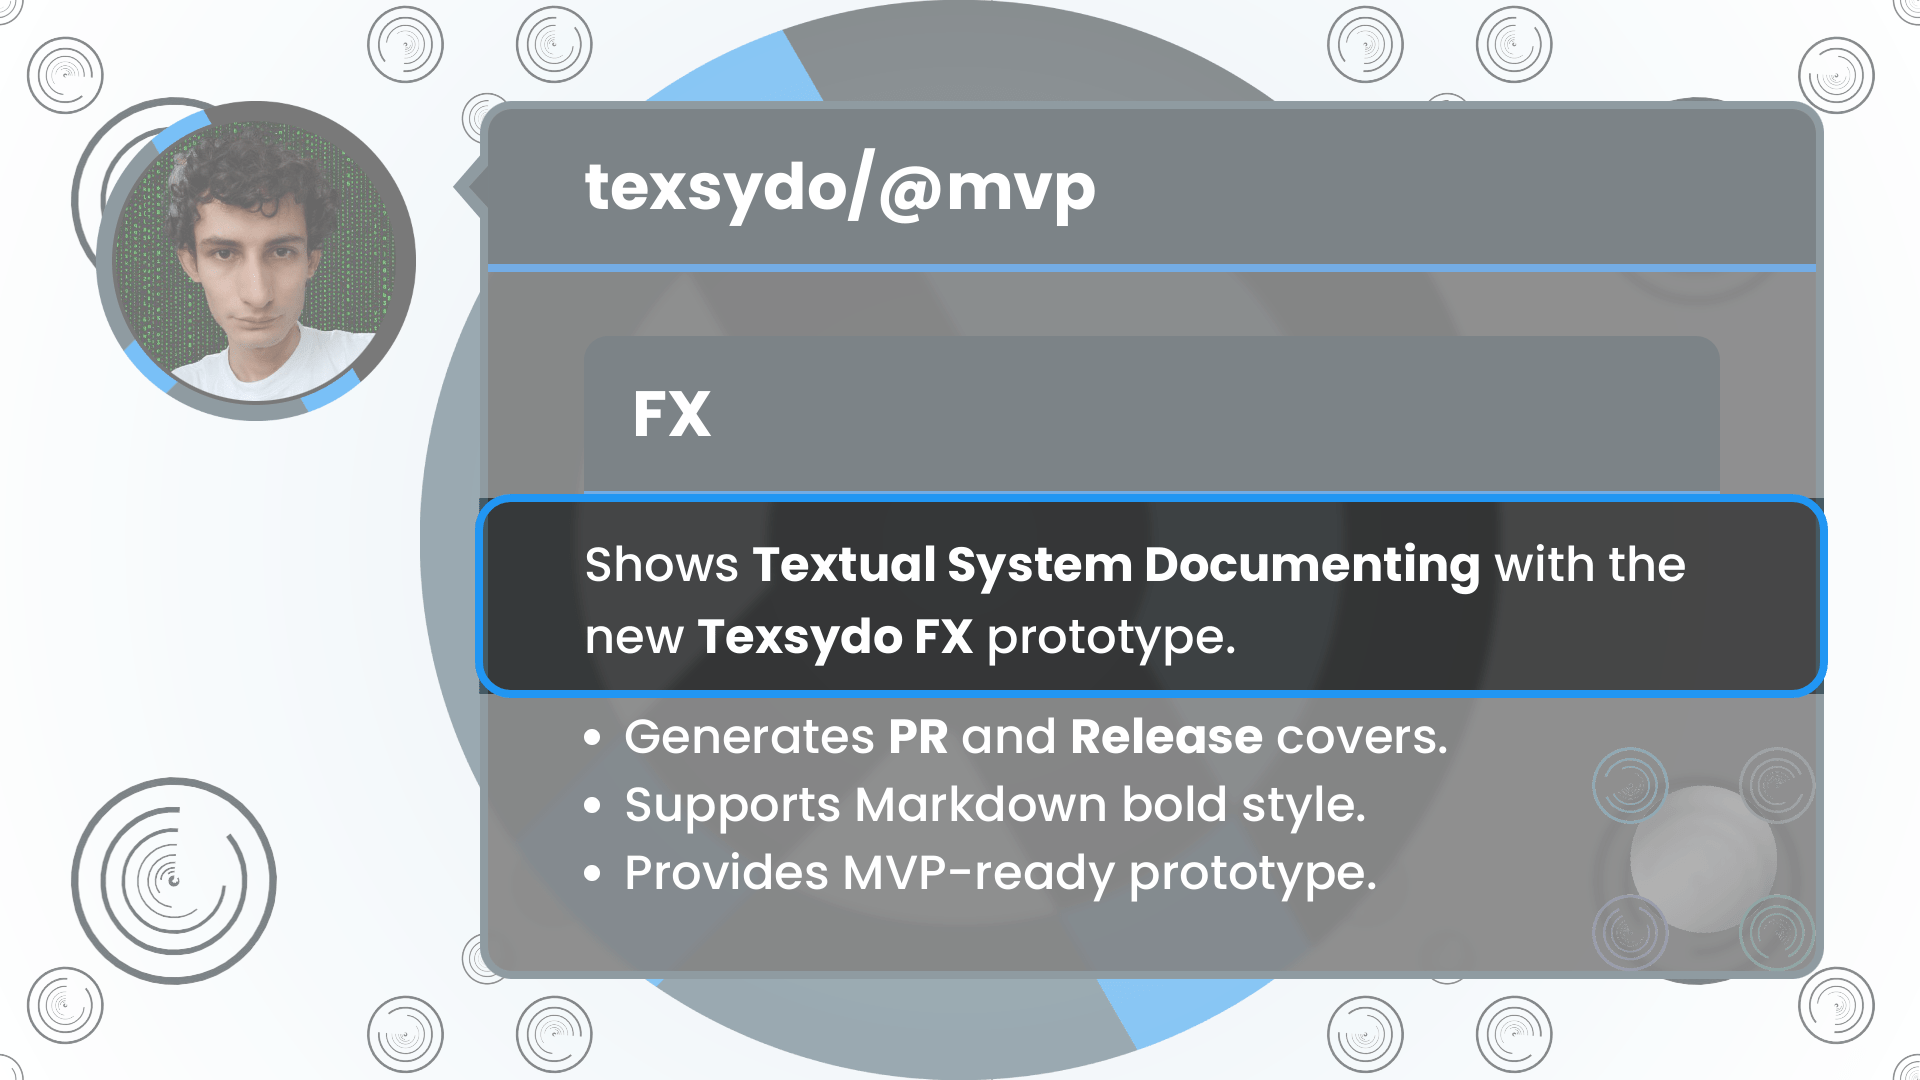 texsydo/@mvp
FX
Shows Textual System Documenting with the
new Texsydo FX prototype.
• Generates PR and Release covers.
• Supports Markdown bold style.
• Provides MVP-ready prototype.